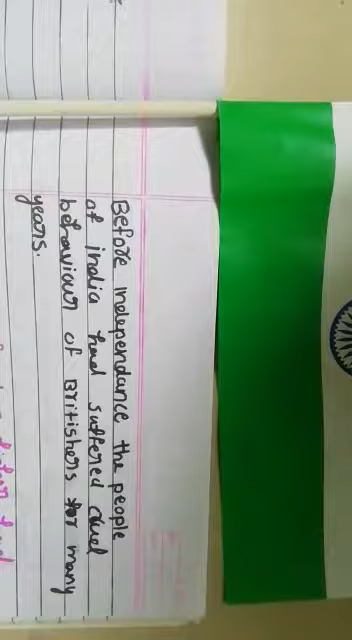 Before independance the people
of india had suffered cruel
behaviour of Britishers for many
years.